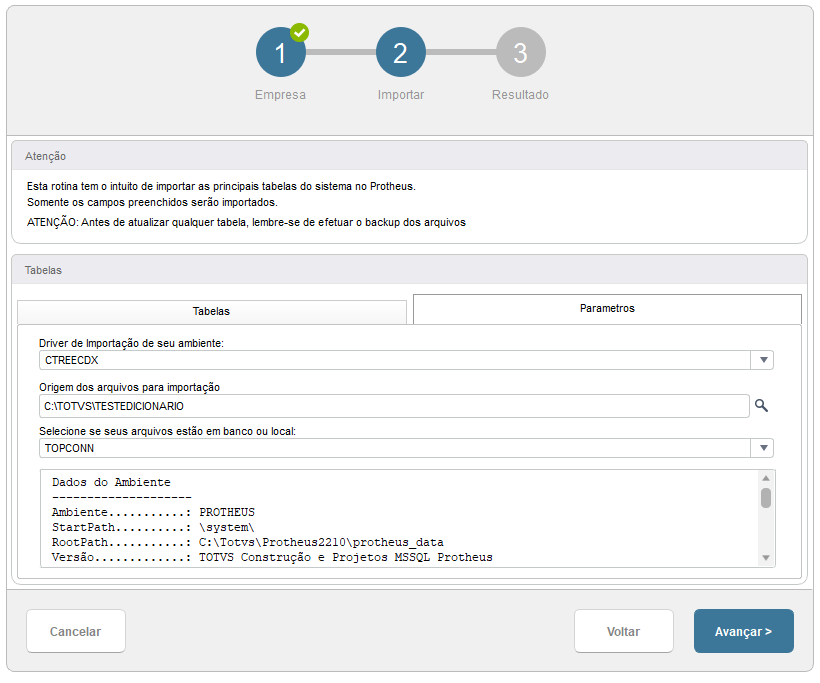 1
2
3
Empresa
Importar
Resultado
Atenção
Esta rotina tem o intuito de importar as principais tabelas do sistema no Protheus.
Somente os campos preenchidos serão importados.
ATENÇÃO: Antes de atualizar qualquer tabela, lembre-se de efetuar o backup dos arquivos
Tabelas
Tabelas
Parametros
Driver de Importação de seu ambiente:
CTREECDX
Origem dos arquivos para importação
C:\TOTVS\TESTEDICIONARIO
Selecione se seus arquivos estão em banco ou local:
TOPCONN
Dados do Ambiente
--------------------
Ambiente...........: PROTHEUS
StartPath..........: \system\
RootPath...........: C:\Totvs\Protheus2210\protheus_data
Versão.............: TOTVS Construção e Projetos MSSQL Protheus
Cancelar
Voltar
Avançar >